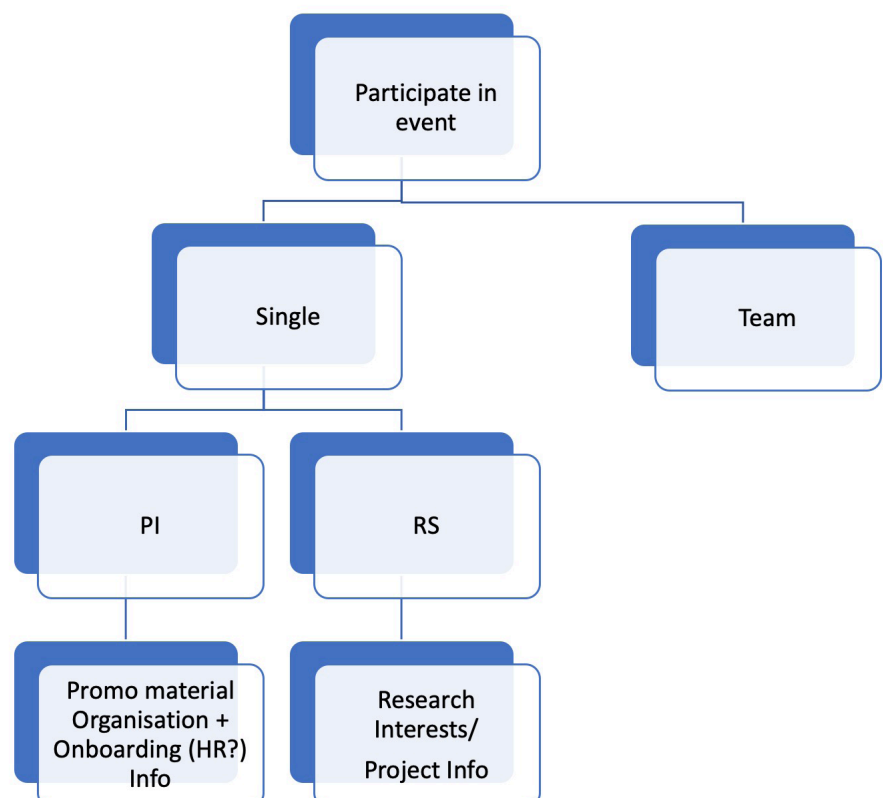 Participate in
event
Single
Team
PI
RS
Promo material
Organisation +
Onboarding (HR?)
Info
Research
Interests/
Project Info